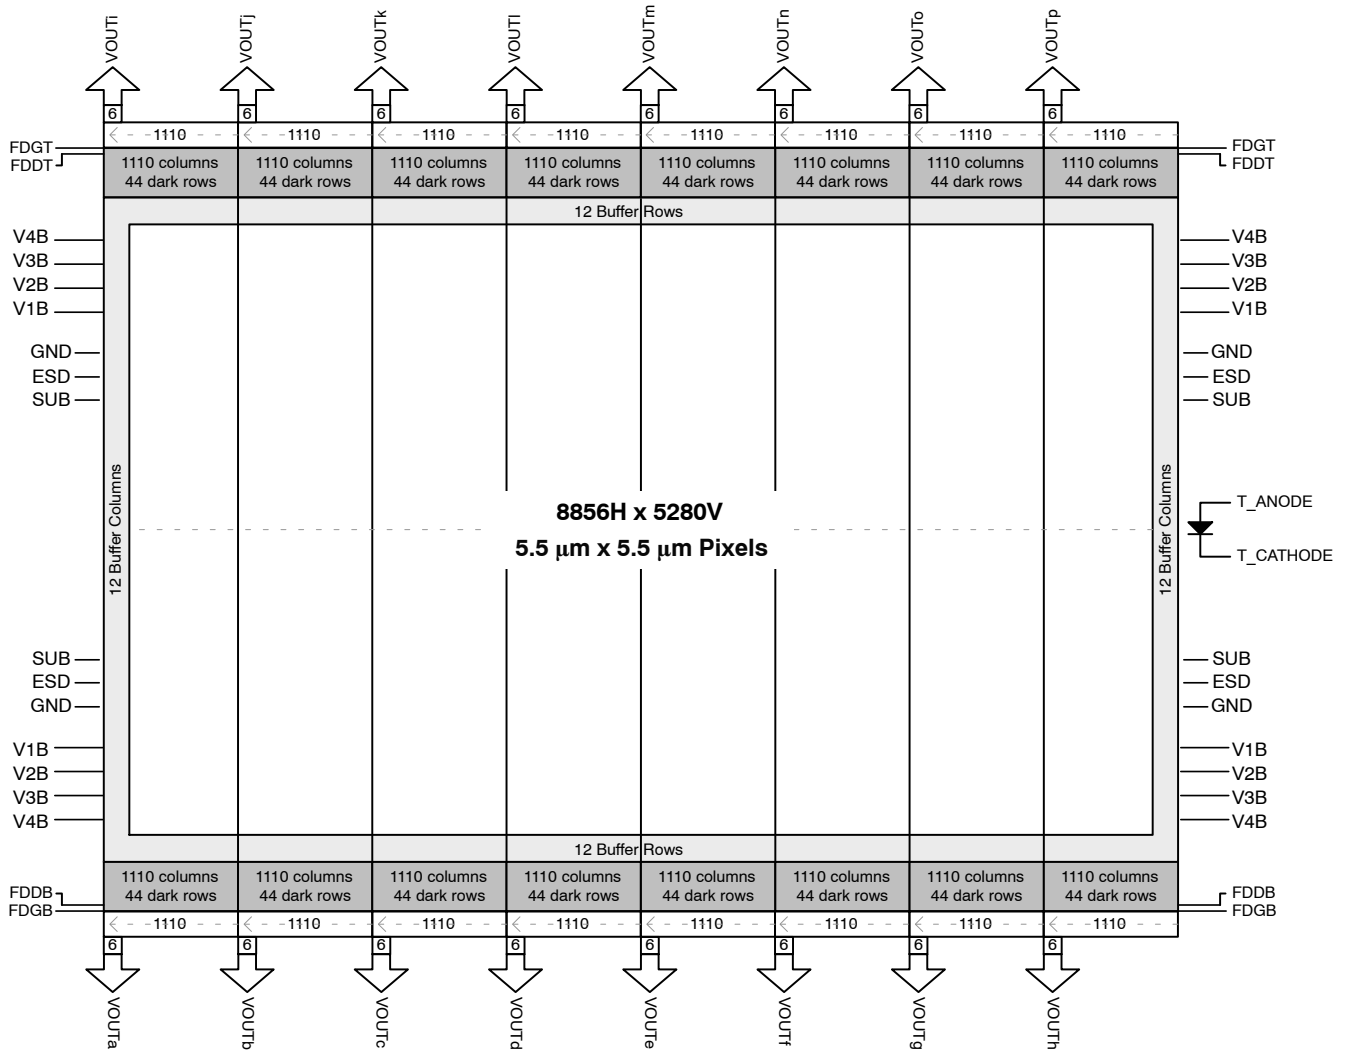 VOUTi VOUTj VOUTk VOUTl VOUTm VOUTn VOUTo VOUTp
6 6 6 6 6 6 6 6
1110 1110 1110 1110 1110 1110 1110 1110
FDGT FDGT
FDDT FDDT
1110 columns 1110 columns 1110 columns 1110 columns 1110 columns 1110 columns 1110 columns 1110 columns
44 dark rows 44 dark rows 44 dark rows 44 dark rows 44 dark rows 44 dark rows 44 dark rows 44 dark rows
12 Buffer Rows
V4B V4B
V3B V3B
V2B V2B
V1B V1B
GND GND
ESD ESD
SUB SUB
12 Buffer Columns
8856H x 5280V
5.5 μm x 5.5 μm Pixels
12 Buffer Columns
T_ANODE
T_CATHODE
SUB SUB
ESD ESD
GND GND
V1B V1B
V2B V2B
V3B V3B
V4B V4B
12 Buffer Rows
1110 columns 1110 columns 1110 columns 1110 columns 1110 columns 1110 columns 1110 columns 1110 columns
44 dark rows 44 dark rows 44 dark rows 44 dark rows 44 dark rows 44 dark rows 44 dark rows 44 dark rows
FDDB FDDB
FDGB FDGB
1110 1110 1110 1110 1110 1110 1110 1110
6 6 6 6 6 6 6 6
VOUTa VOUTb VOUTc VOUTd VOUTe VOUTf VOUTg VOUTh